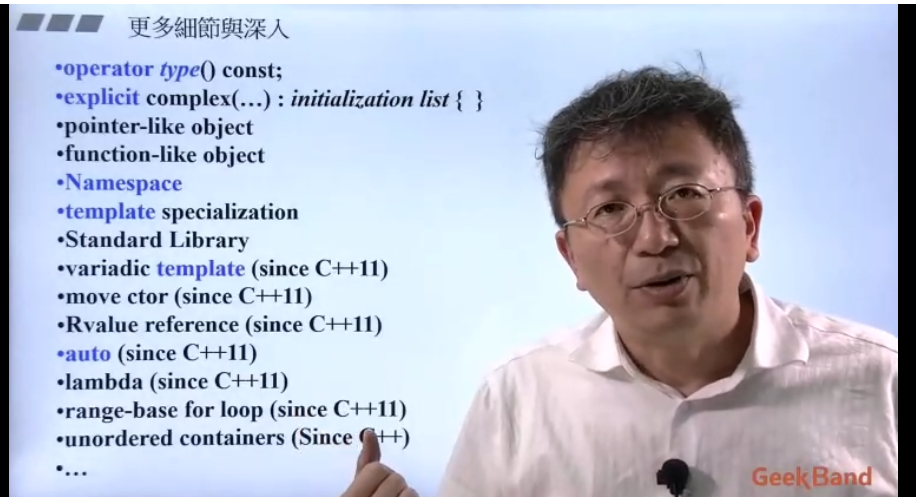 更多細節與深入
•operator type() const;
•explicit complex(…) : initialization list { }
•pointer-like object
•function-like object
•Namespace
•template specialization
•Standard Library
•variadic template (since C++11)
•move ctor (since C++11)
•Rvalue reference (since C++11)
•auto (since C++11)
•lambda (since C++11)
•range-base for loop (since C++11)
•unordered containers (Since C++)
•…
GeekBand